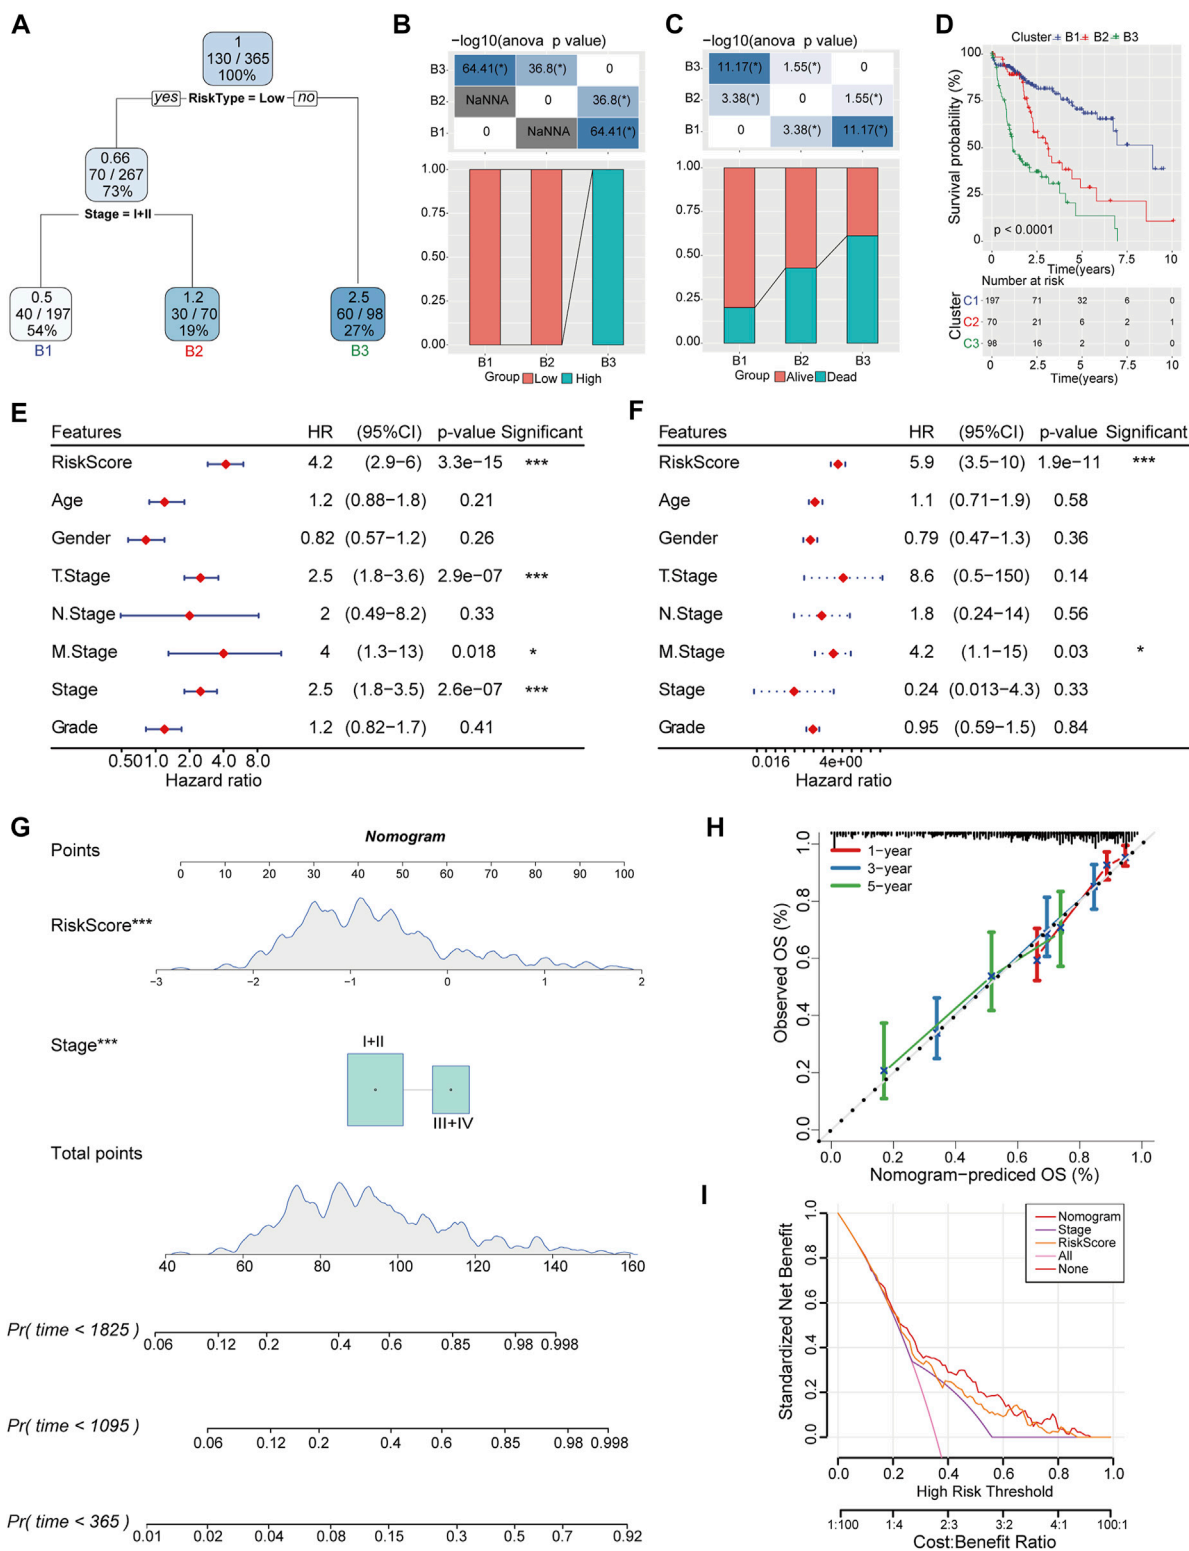 A
1
130 / 365
100%
yes RiskType = Low no
0.66
70 / 267
73%
Stage = I+II
0.5
40 / 197
54%
B1
1.2
30 / 70
19%
B2
2.5
60 / 98
27%
B3
B
−log10(anova p value)
B3 64.41(*) 36.8(*) 0
B2 NaNNA 0 36.8(*)
B1 0 NaNNA 64.41(*)
1.00
0.75
0.50
0.25
0.00
B1 B2 B3
Group Low High
C
−log10(anova p value)
B3 11.17(*) 1.55(*) 0
B2 3.38(*) 0 1.55(*)
B1 0 3.38(*) 11.17(*)
1.00
0.75
0.50
0.25
0.00
B1 B2 B3
Group Alive Dead
D
Cluster B1 B2 B3
Survival probability (%)
100
75
50
25
0
p < 0.0001
0 2.5 5 7.5 10
Time(years)
Number at risk
Cluster
C1 197 71 32 6 0
C2 70 21 6 2 1
C3 98 16 2 0 0
0 2.5 5 7.5 10
Time(years)
E
Features HR (95%CI) p-value Significant
RiskScore 4.2 (2.9−6) 3.3e-15 ***
Age 1.2 (0.88−1.8) 0.21
Gender 0.82 (0.57−1.2) 0.26
T.Stage 2.5 (1.8−3.6) 2.9e-07 ***
N.Stage 2 (0.49−8.2) 0.33
M.Stage 4 (1.3−13) 0.018 *
Stage 2.5 (1.8−3.5) 2.6e-07 ***
Grade 1.2 (0.82−1.7) 0.41
0.50 1.0 2.0 4.0 8.0
Hazard ratio
F
Features HR (95%CI) p-value Significant
RiskScore 5.9 (3.5−10) 1.9e-11 ***
Age 1.1 (0.71−1.9) 0.58
Gender 0.79 (0.47−1.3) 0.36
T.Stage 8.6 (0.5−150) 0.14
N.Stage 1.8 (0.24−14) 0.56
M.Stage 4.2 (1.1−15) 0.03 *
Stage 0.24 (0.013−4.3) 0.33
Grade 0.95 (0.59−1.5) 0.84
0.016 4e+00
Hazard ratio
G
Nomogram
Points
0 10 20 30 40 50 60 70 80 90 100
RiskScore***
−3 −2 −1 0 1 2
Stage***
I+II
III+IV
Total points
40 60 80 100 120 140 160
Pr( time < 1825 )
0.06 0.12 0.2 0.4 0.6 0.85 0.98 0.998
Pr( time < 1095 )
0.06 0.12 0.2 0.4 0.6 0.85 0.98 0.998
Pr( time < 365 )
0.01 0.02 0.04 0.08 0.15 0.3 0.5 0.7 0.92
H
1-year
3-year
5-year
Observed OS (%)
1.0
0.8
0.6
0.4
0.2
0.0
0.0 0.2 0.4 0.6 0.8 1.0
Nomogram−prediced OS (%)
I
Nomogram
Stage
RiskScore
All
None
Standardized Net Benefit
1.0
0.8
0.6
0.4
0.2
0.0
0.0 0.2 0.4 0.6 0.8 1.0
High Risk Threshold
1:100 1:4 2:3 3:2 4:1 100:1
Cost:Benefit Ratio